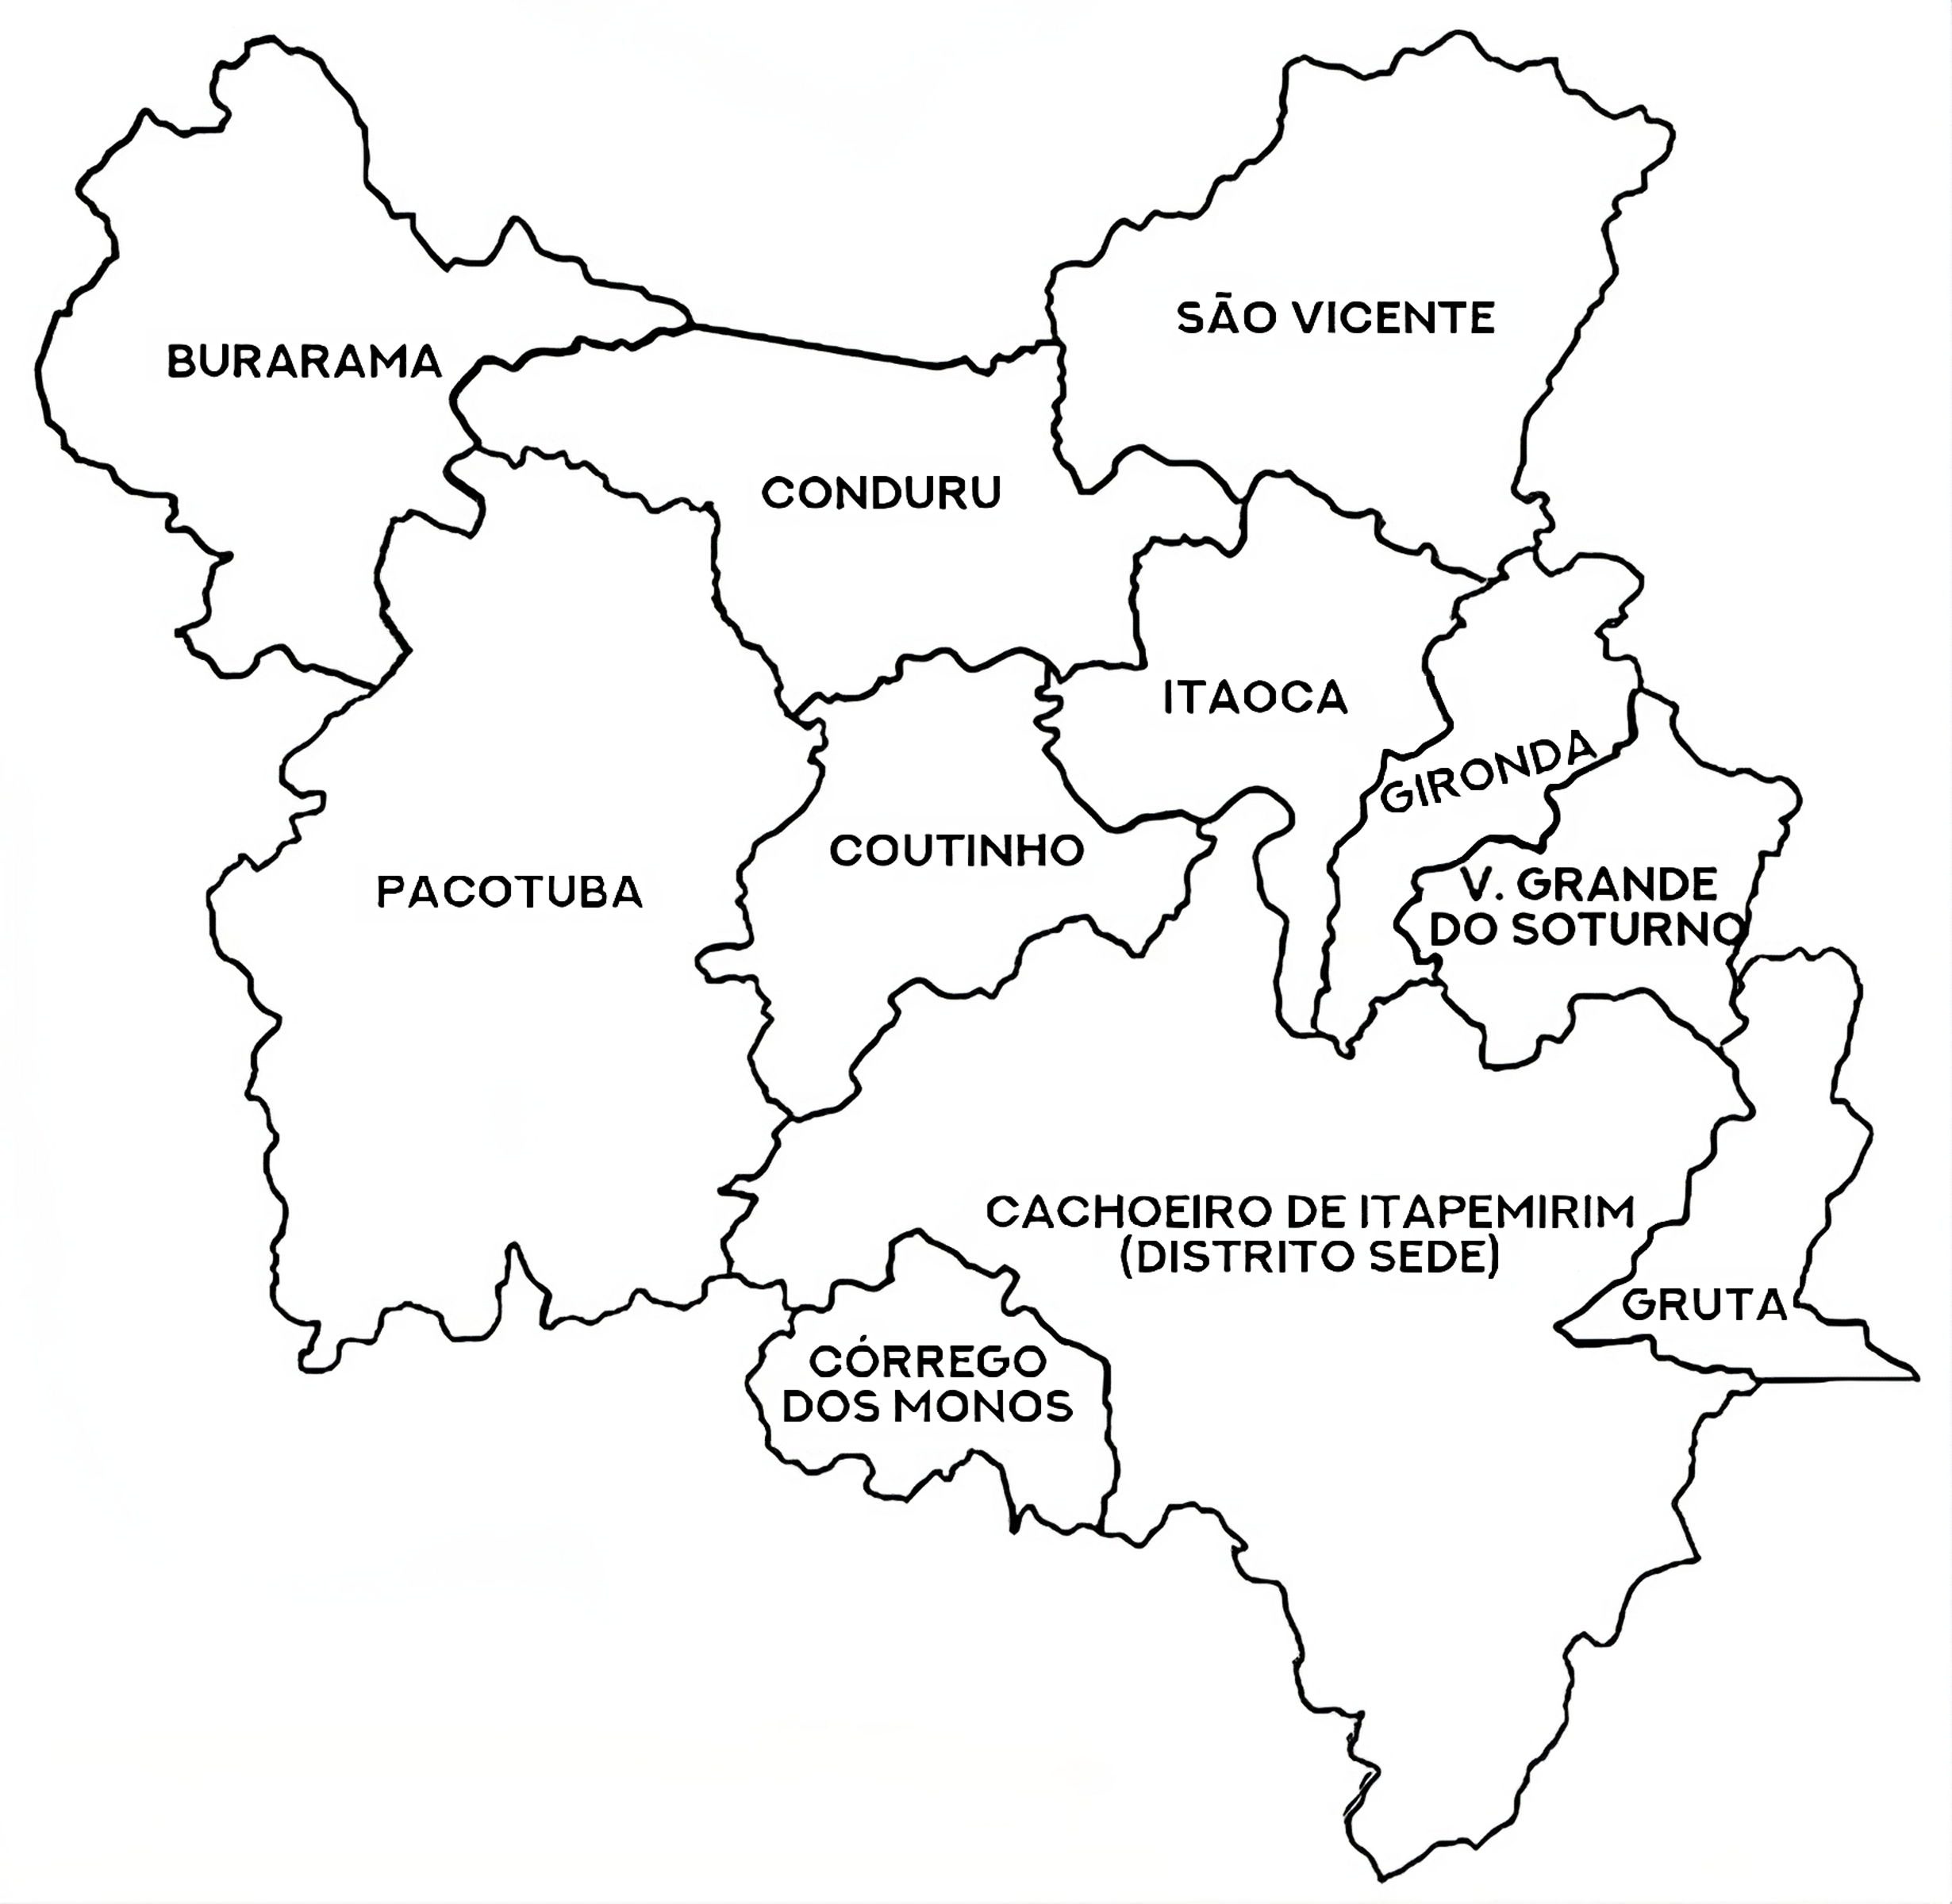 SÃO VICENTE
BURARAMA
CONDURU
ITAOCA
GIRONDA
COUTINHO
PACOTUBA
V. GRANDE
DO SOTURNO
CACHOEIRO DE ITAPEMIRIM
(DISTRITO SEDE)
GRUTA
CÓRREGO
DOS MONOS